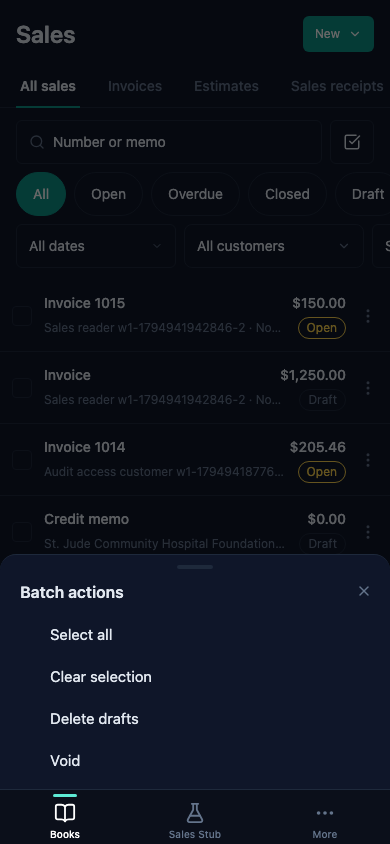 Sales
New
All sales Invoices Estimates Sales receipts
Number or memo
All Open Overdue Closed Draft
All dates All customers S
Invoice 1015 $150.00
Sales reader w1-1794941942846-2 · No... Open
Invoice $1,250.00
Sales reader w1-1794941942846-2 · No... Draft
Invoice 1014 $205.46
Audit access customer w1-17949418776... Open
Credit memo $0.00
St. Jude Community Hospital Foundation... Draft
Batch actions
Select all
Clear selection
Delete drafts
Void
Books Sales Stub More